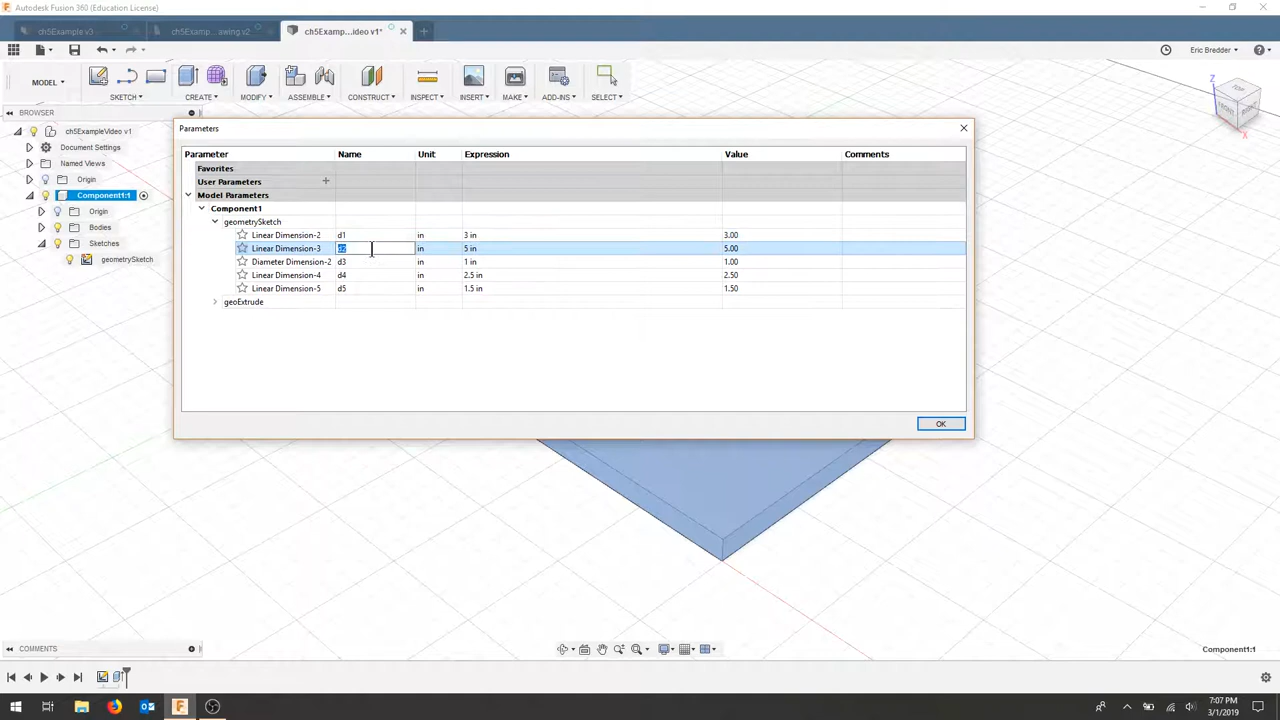 Autodesk Fusion 360 (Education License)
ch5Example v3
ch5Examp...awing v2
ch5Examp...ideo v1*
Eric Bredder
MODEL
SKETCH
CREATE
MODIFY
ASSEMBLE
CONSTRUCT
INSPECT
INSERT
MAKE
ADD-INS
SELECT
BROWSER
ch5ExampleVideo v1
Document Settings
Named Views
Origin
Component1:1
Origin
Bodies
Sketches
geometrySketch
TOP
FRONT
RIGHT
Z
X
Parameters
Parameter Name Unit Expression Value Comments
Favorites
User Parameters
Model Parameters
Component1
geometrySketch
Linear Dimension-2 d1 in 3 in 3.00
Linear Dimension-3 d2 in 5 in 5.00
Diameter Dimension-2 d3 in 1 in 1.00
Linear Dimension-4 d4 in 2.5 in 2.50
Linear Dimension-5 d5 in 1.5 in 1.50
geoExtrude
OK
COMMENTS
Component1:1
7:07 PM
3/1/2019